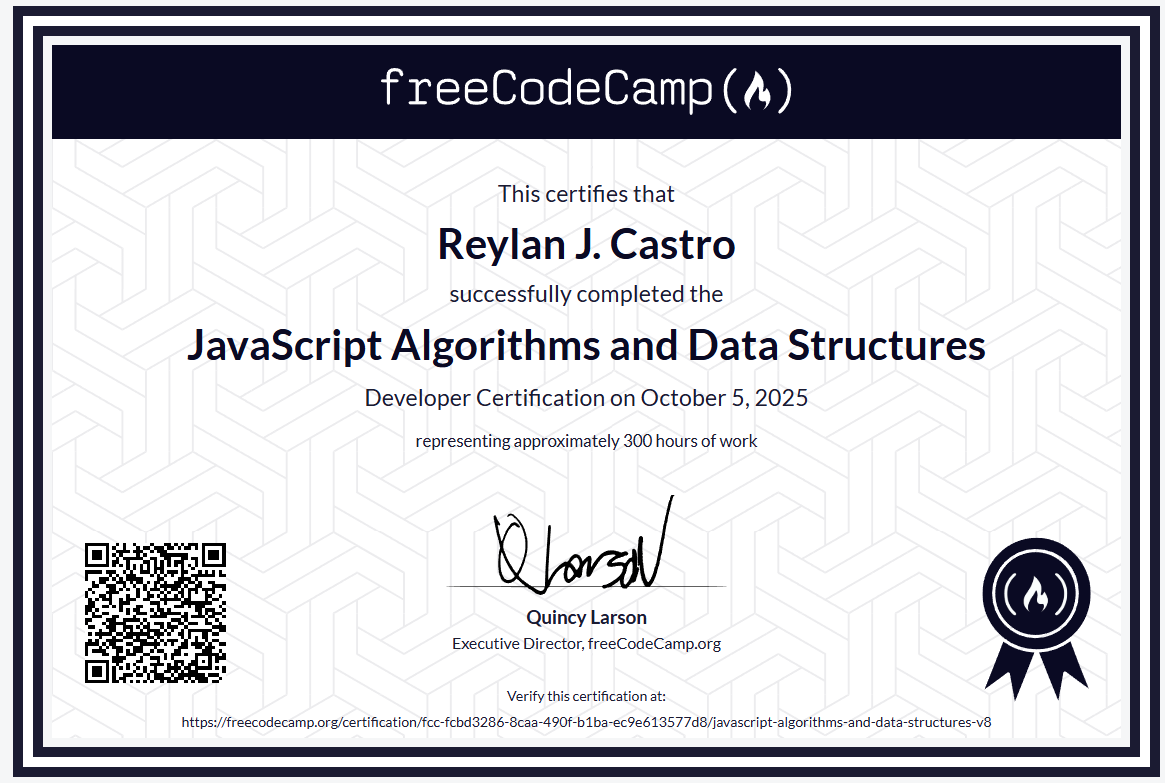 freeCodeCamp
This certifies that
Reylan J. Castro
successfully completed the
JavaScript Algorithms and Data Structures
Developer Certification on October 5, 2025
representing approximately 300 hours of work
Q Larson
Quincy Larson
Executive Director, freeCodeCamp.org
Verify this certification at:
https://freecodecamp.org/certification/fcc-fcbd3286-8caa-490f-b1ba-ec9e613577d8/javascript-algorithms-and-data-structures-v8